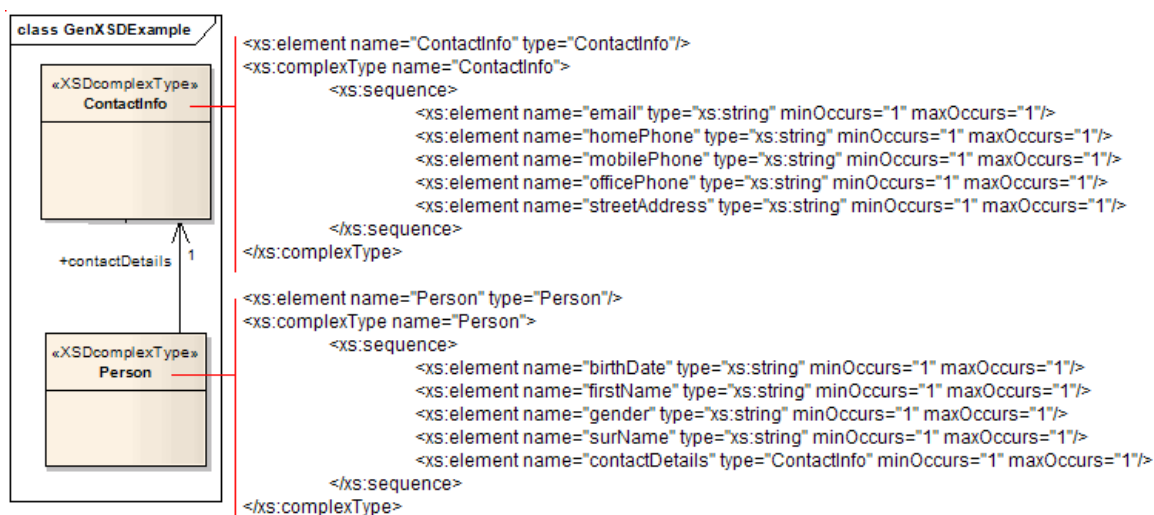 class GenXSDExample
«XSDcomplexType»
ContactInfo
+contactDetails 1
«XSDcomplexType»
Person
<xs:element name="ContactInfo" type="ContactInfo"/>
<xs:complexType name="ContactInfo">
<xs:sequence>
<xs:element name="email" type="xs:string" minOccurs="1" maxOccurs="1"/>
<xs:element name="homePhone" type="xs:string" minOccurs="1" maxOccurs="1"/>
<xs:element name="mobilePhone" type="xs:string" minOccurs="1" maxOccurs="1"/>
<xs:element name="officePhone" type="xs:string" minOccurs="1" maxOccurs="1"/>
<xs:element name="streetAddress" type="xs:string" minOccurs="1" maxOccurs="1"/>
</xs:sequence>
</xs:complexType>
<xs:element name="Person" type="Person"/>
<xs:complexType name="Person">
<xs:sequence>
<xs:element name="birthDate" type="xs:string" minOccurs="1" maxOccurs="1"/>
<xs:element name="firstName" type="xs:string" minOccurs="1" maxOccurs="1"/>
<xs:element name="gender" type="xs:string" minOccurs="1" maxOccurs="1"/>
<xs:element name="surName" type="xs:string" minOccurs="1" maxOccurs="1"/>
<xs:element name="contactDetails" type="ContactInfo" minOccurs="1" maxOccurs="1"/>
</xs:sequence>
</xs:complexType>